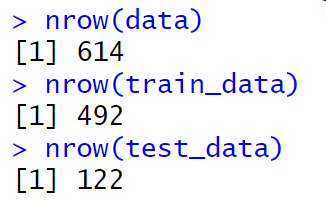 > nrow(data)
[1] 614
> nrow(train_data)
[1] 492
> nrow(test_data)
[1] 122